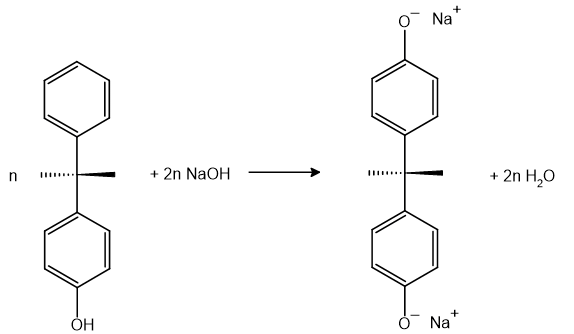 O⁻ Na⁺
n + 2n NaOH + 2n H₂O
OH O⁻ Na⁺